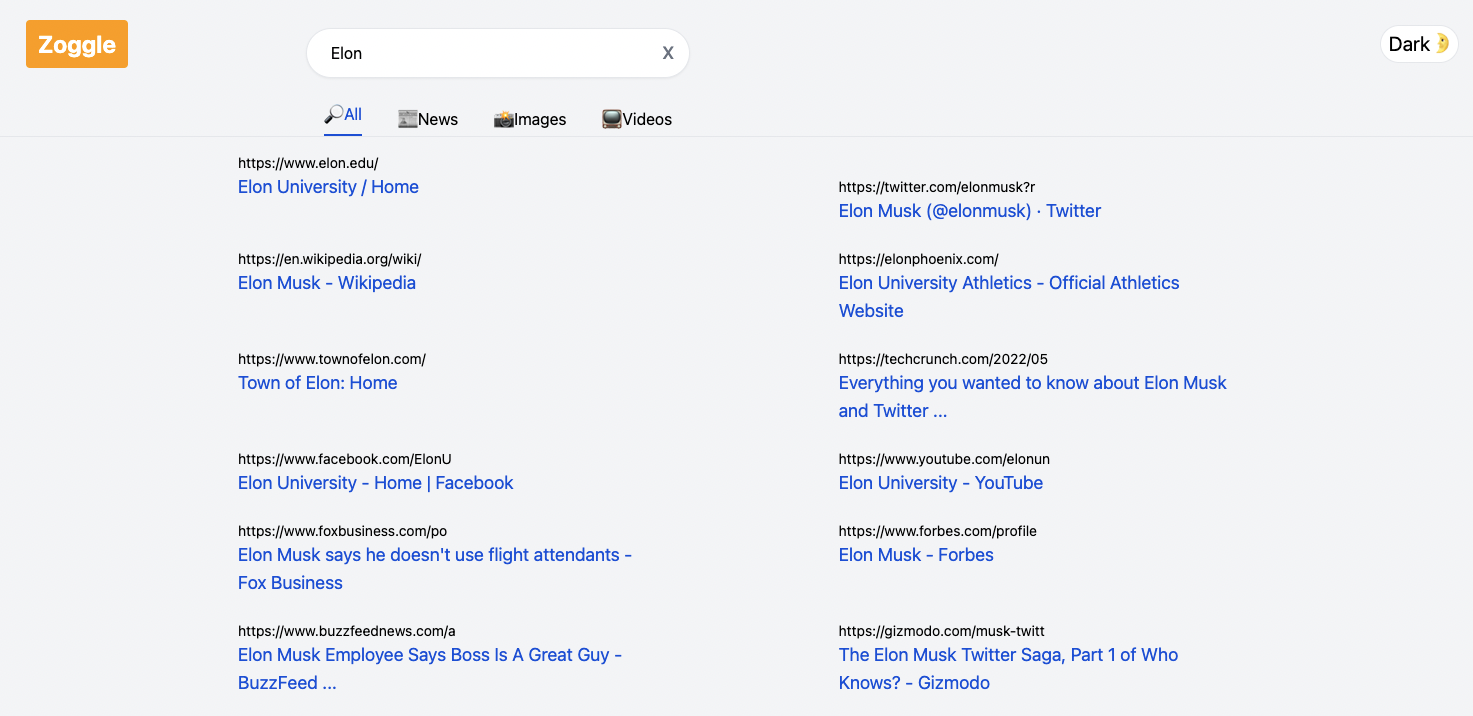 Zoggle
Elon X
Dark
All News Images Videos
https://www.elon.edu/
Elon University / Home
https://twitter.com/elonmusk?r
Elon Musk (@elonmusk) · Twitter
https://en.wikipedia.org/wiki/
Elon Musk - Wikipedia
https://elonphoenix.com/
Elon University Athletics - Official Athletics
Website
https://www.townofelon.com/
Town of Elon: Home
https://techcrunch.com/2022/05
Everything you wanted to know about Elon Musk
and Twitter ...
https://www.facebook.com/ElonU
Elon University - Home | Facebook
https://www.youtube.com/elonun
Elon University - YouTube
https://www.foxbusiness.com/po
Elon Musk says he doesn't use flight attendants -
Fox Business
https://www.forbes.com/profile
Elon Musk - Forbes
https://www.buzzfeednews.com/a
Elon Musk Employee Says Boss Is A Great Guy -
BuzzFeed ...
https://gizmodo.com/musk-twitt
The Elon Musk Twitter Saga, Part 1 of Who
Knows? - Gizmodo